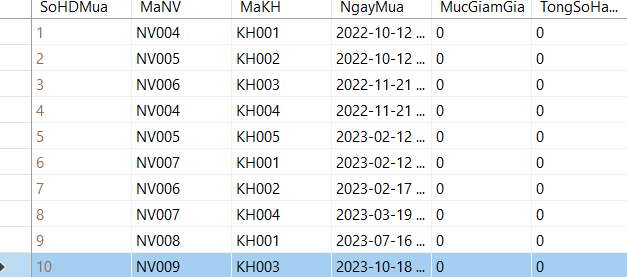 SoHDMua MaNV MaKH NgayMua MucGiamGia TongSoHa...
1 NV004 KH001 2022-10-12 ... 0 0
2 NV005 KH002 2022-10-12 ... 0 0
3 NV006 KH003 2022-11-21 ... 0 0
4 NV004 KH004 2022-11-21 ... 0 0
5 NV005 KH005 2023-02-12 ... 0 0
6 NV007 KH001 2023-02-12 ... 0 0
7 NV006 KH002 2023-02-17 ... 0 0
8 NV007 KH004 2023-03-19 ... 0 0
9 NV008 KH001 2023-07-16 ... 0 0
10 NV009 KH003 2023-10-18 ... 0 0